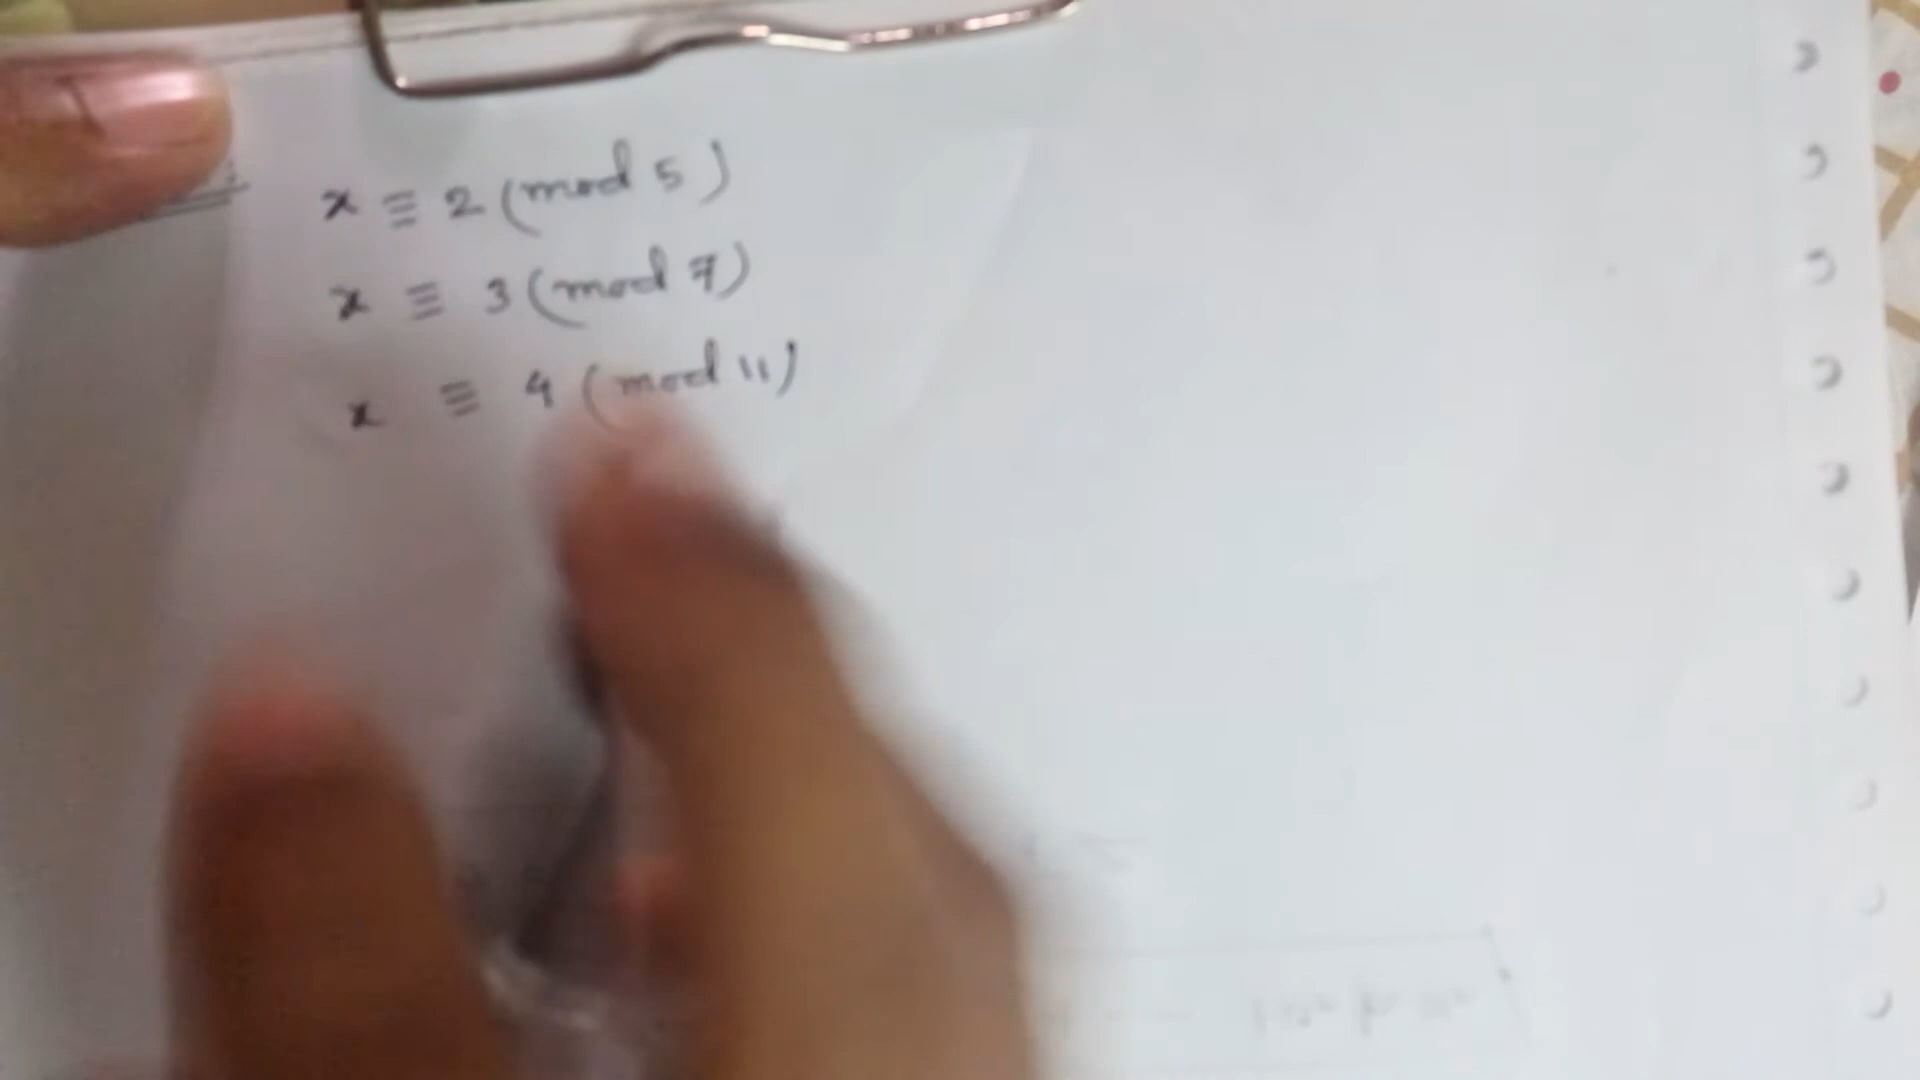 x ≡ 2 (mod 5)
x ≡ 3 (mod 7)
x ≡ 4 (mod 11)